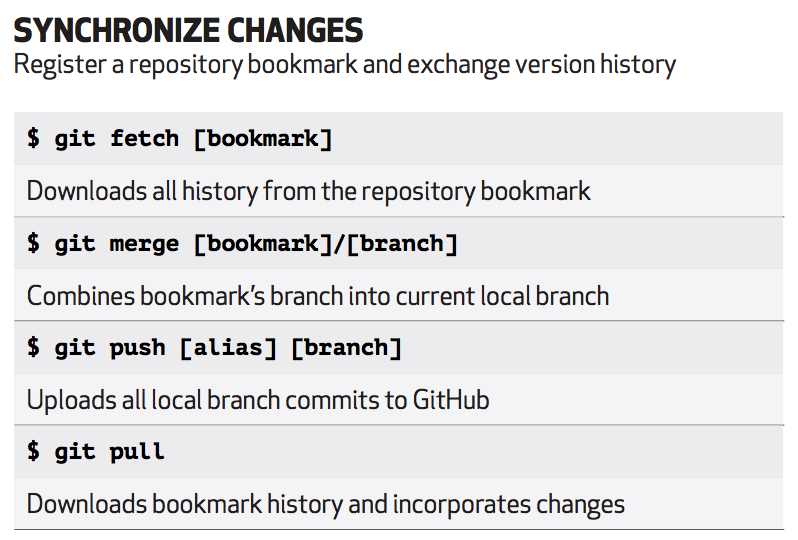 SYNCHRONIZE CHANGES
Register a repository bookmark and exchange version history
$ git fetch [bookmark]
Downloads all history from the repository bookmark
$ git merge [bookmark]/[branch]
Combines bookmark’s branch into current local branch
$ git push [alias] [branch]
Uploads all local branch commits to GitHub
$ git pull
Downloads bookmark history and incorporates changes